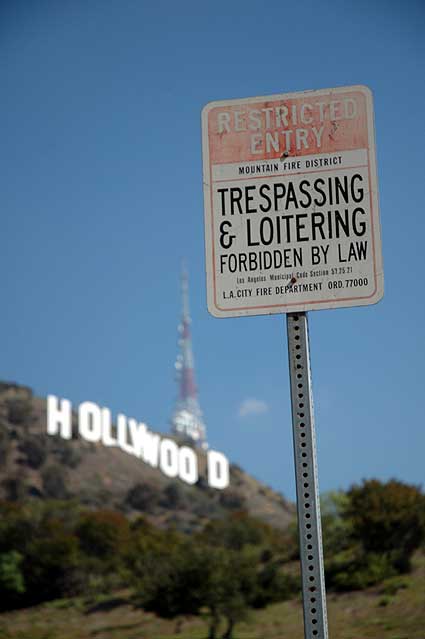 RESTRICTED
ENTRY
MOUNTAIN FIRE DISTRICT
TRESPASSING
& LOITERING
FORBIDDEN BY LAW
Los Angeles Municipal Code Section 57.25.21
L.A. CITY FIRE DEPARTMENT ORD. 77000
HOLLYWOOD